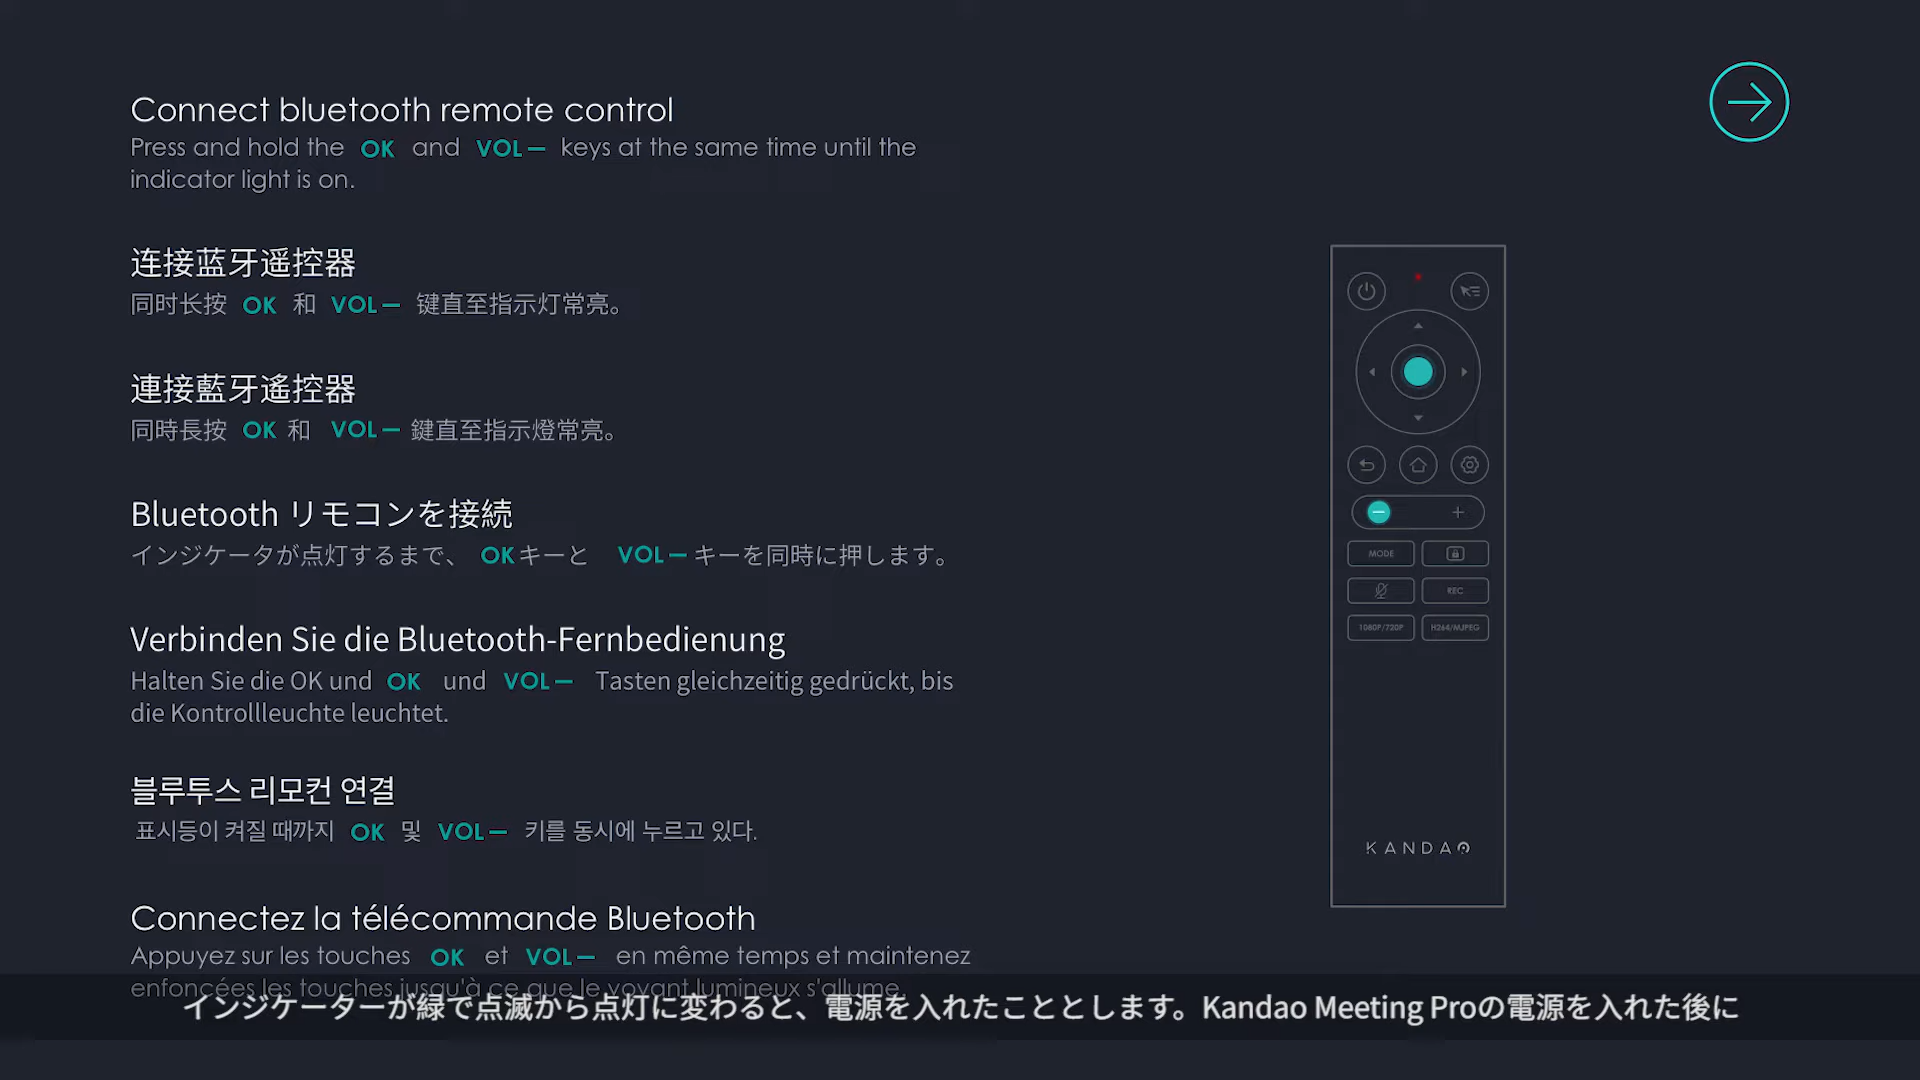 Connect bluetooth remote control
Press and hold the OK and VOL— keys at the same time until the
indicator light is on.
连接蓝牙遥控器
同时长按 OK 和 VOL— 键直至指示灯常亮。
連接藍牙遙控器
同時長按 OK 和 VOL— 鍵直至指示燈常亮。
Bluetooth リモコンを接続
インジケータが点灯するまで、 OKキーと VOL—キーを同時に押します。
Verbinden Sie die Bluetooth-Fernbedienung
Halten Sie die OK und OK und VOL— Tasten gleichzeitig gedrückt, bis
die Kontrollleuchte leuchtet.
블루투스 리모컨 연결
표시등이 켜질 때까지 OK 및 VOL— 키를 동시에 누르고 있다.
Connectez la télécommande Bluetooth
Appuyez sur les touches OK et VOL— en même temps et maintenez
enfoncées les touches jusqu'à ce que le voyant lumineux s'allume.
インジケーターが緑で点滅から点灯に変わると、電源を入れたこととします。Kandao Meeting Proの電源を入れた後に
MODE
REC
1080P/720P H264/MJPEG
KANDAO